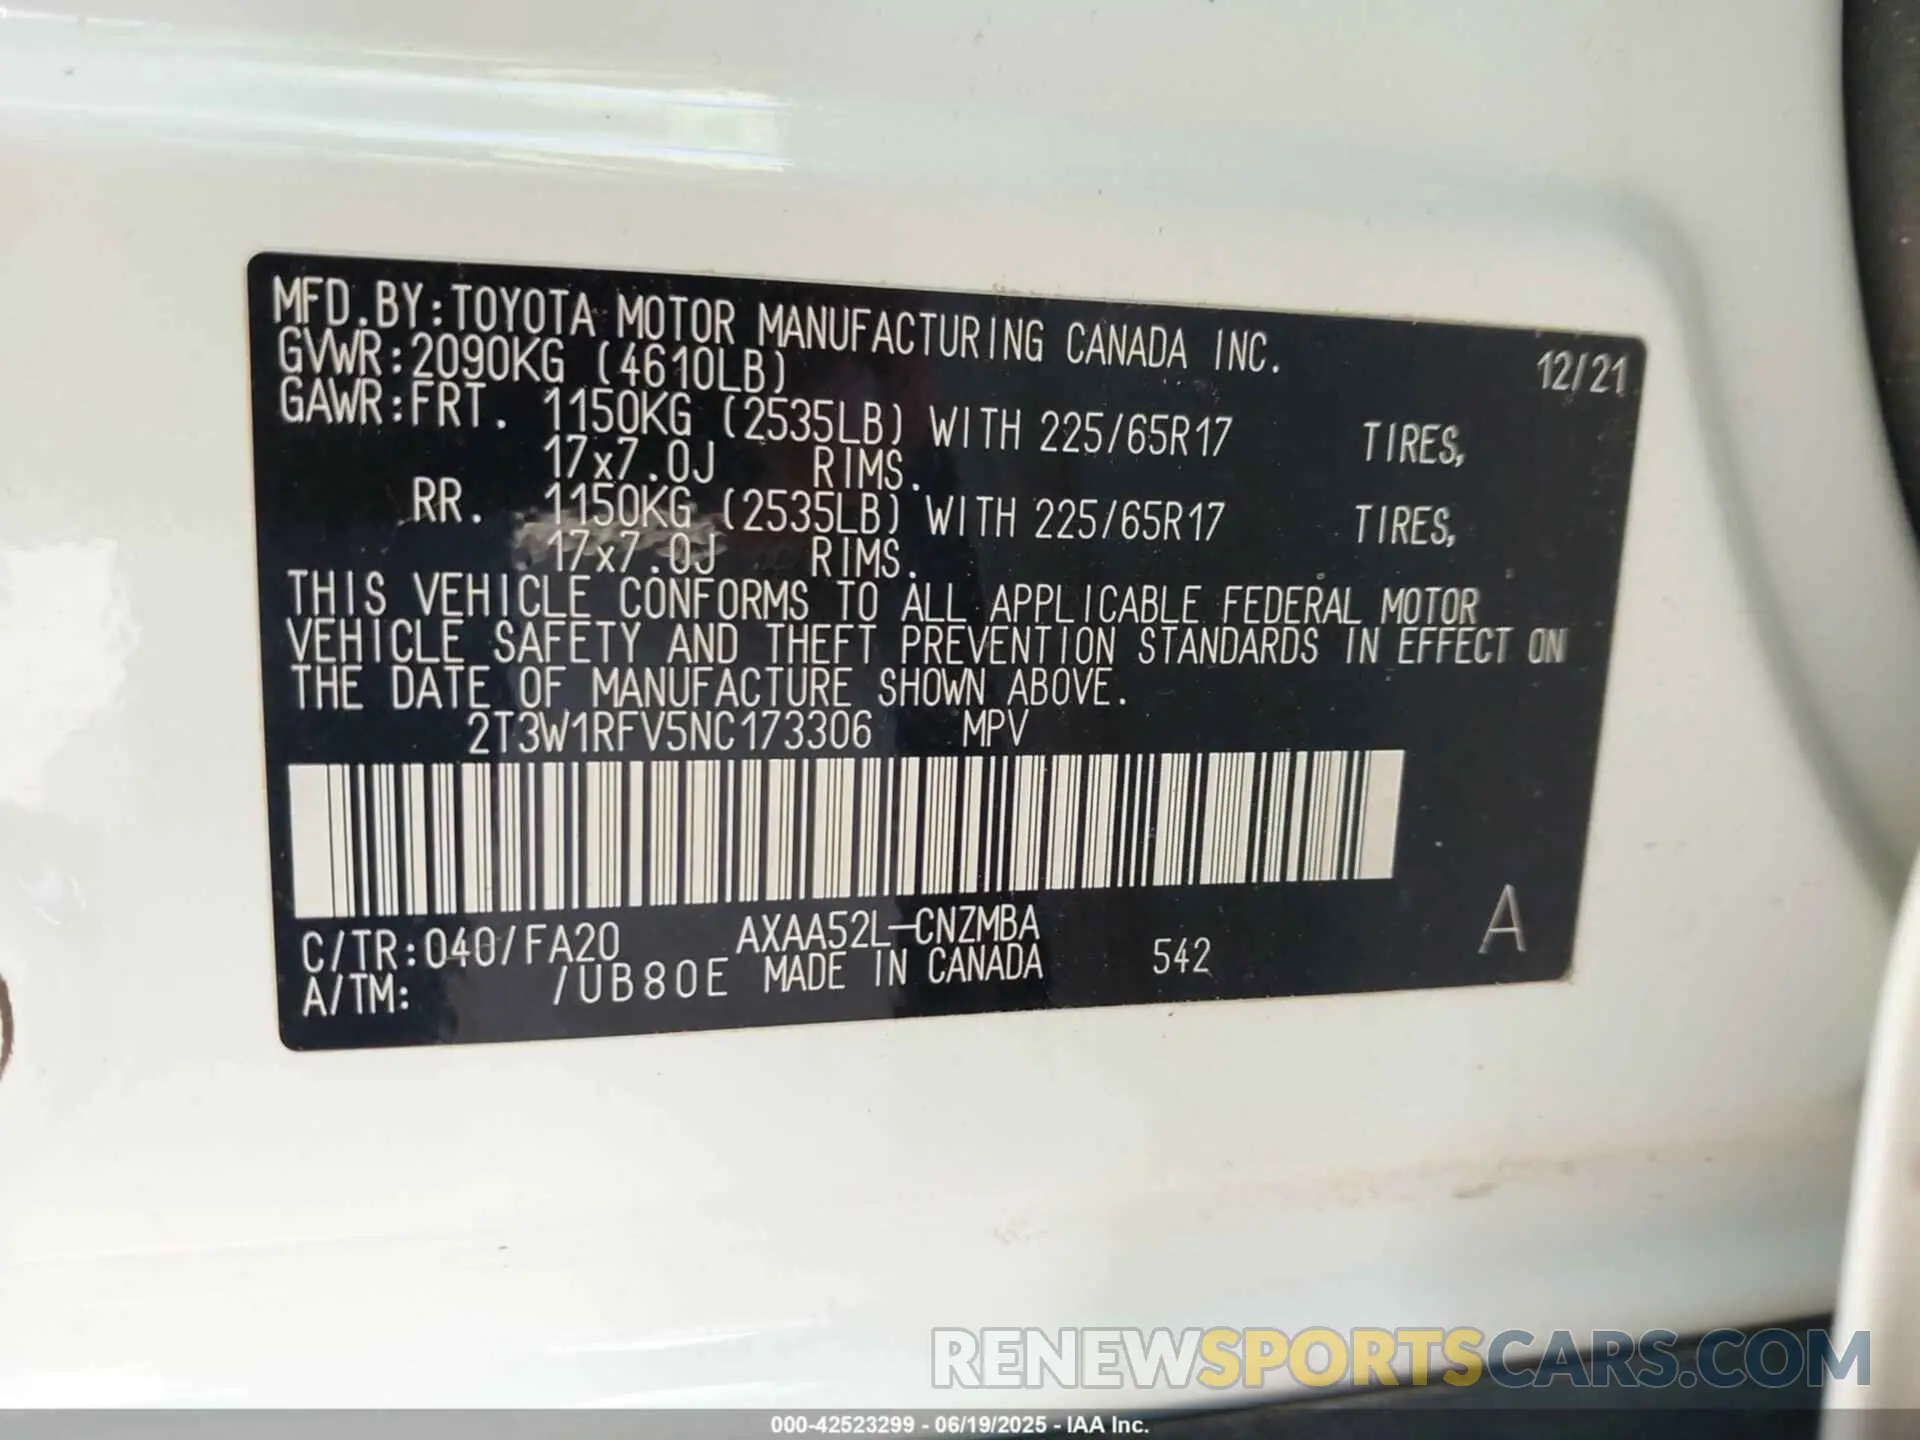 MFD.BY:TOYOTA MOTOR MANUFACTURING CANADA INC. 12/21
GVWR:2090KG (4610LB)
GAWR:FRT. 1150KG (2535LB) WITH 225/65R17 TIRES,
17x7.0J RIMS.
RR. 1150KG (2535LB) WITH 225/65R17 TIRES,
17x7.0J RIMS.
THIS VEHICLE CONFORMS TO ALL APPLICABLE FEDERAL MOTOR
VEHICLE SAFETY AND THEFT PREVENTION STANDARDS IN EFFECT ON
THE DATE OF MANUFACTURE SHOWN ABOVE.
2T3W1RFV5NC173306 MPV
C/TR:040/FA20 AXAA52L-CNZMBA
A/TM: /UB80E MADE IN CANADA 542 A
RENEWSPORTSCARS.COM
000-42523299 - 06/19/2025 - IAA Inc.